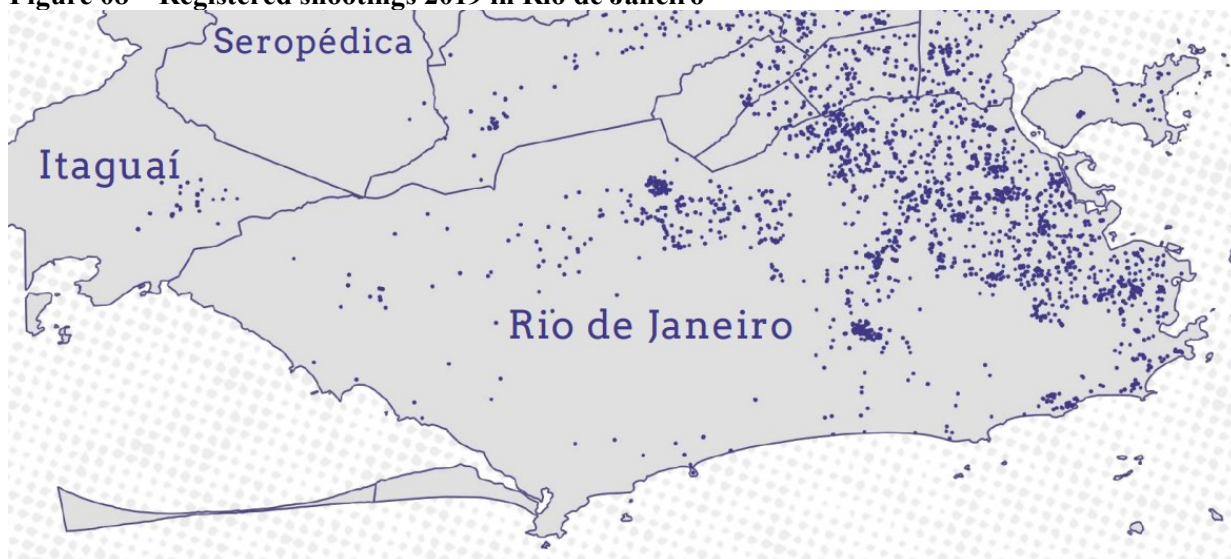 Figure 08 – Registered shootings 2019 in Rio de Janeiro
Seropédica
Itaguaí
Rio de Janeiro